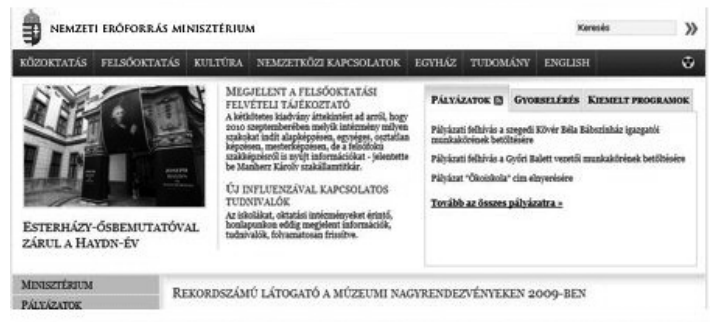 NEMZETI ERŐFORRÁS MINISZTÉRIUM
Keresés
KÖZOKTATÁS FELSŐOKTATÁS KULTÚRA NEMZETKÖZI KAPCSOLATOK EGYHÁZ TUDOMÁNY ENGLISH
ESTERHÁZY-ŐSBEMUTATÓVAL
ZÁRUL A HAYDN-ÉV
MEGJELENT A FELSŐOKTATÁSI
FELVÉTELI TÁJÉKOZTATÓ
A kétkötetes kiadvány áttekintést ad arról, hogy
2010 szeptemberében melyik intézmény milyen
szakokat indít alapképzésen, egységes, osztatlan
képzésen, mesterképzésen, de a felsőfokú
szakképzésről is nyújt információkat - jelentette
be Manherz Károly szakállamtitkár.
ÚJ INFLUENZÁVAL KAPCSOLATOS
TUDNIVALÓK
Az iskolákat, oktatási intézményeket érintő,
honlapunkon eddig megjelent információk,
tudnivalók, folyamatosan frissítve.
PÁLYÁZATOK GYORSELÉRÉS KIEMELT PROGRAMOK
Pályázati felhívás a szegedi Kövér Béla Bábszínház igazgatói
munkakörének betöltésére
Pályázati felhívás a Győri Balett vezetői munkakörének betöltésére
Pályázat "Ökoiskola" cím elnyerésére
Tovább az összes pályázatra »
MINISZTÉRIUM
PÁLYÁZATOK
REKORDSZÁMÚ LÁTOGATÓ A MÚZEUMI NAGYRENDEZVÉNYEKEN 2009-BEN